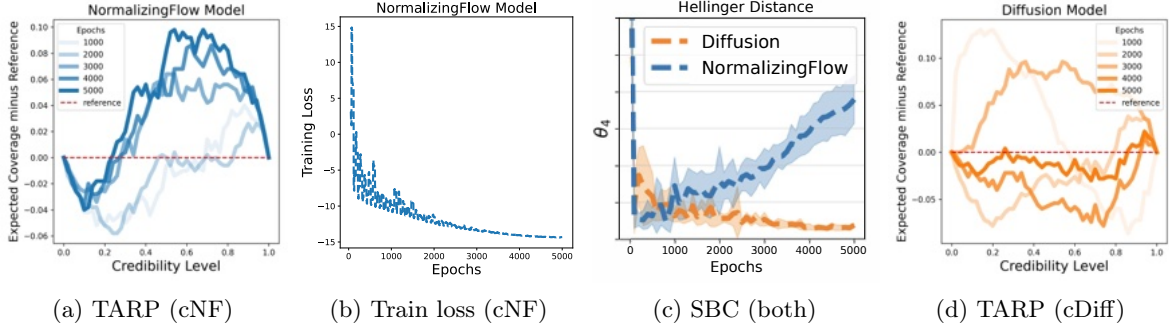 NormalizingFlow Model
Expected Coverage minus Reference
0.10
0.08
0.06
0.04
0.02
0.00
−0.02
−0.04
−0.06
Epochs
1000
2000
3000
4000
5000
reference
0.0 0.2 0.4 0.6 0.8 1.0
Credibility Level
(a) TARP (cNF)
NormalizingFlow Model
Training Loss
15
10
5
0
−5
−10
−15
0 1000 2000 3000 4000 5000
Epochs
(b) Train loss (cNF)
Hellinger Distance
θ4
Diffusion
NormalizingFlow
0 1000 2000 3000 4000 5000
Epochs
(c) SBC (both)
Diffusion Model
Expected Coverage minus Reference
0.10
0.05
0.00
−0.05
Epochs
1000
2000
3000
4000
5000
reference
0.0 0.2 0.4 0.6 0.8 1.0
Credibility Level
(d) TARP (cDiff)